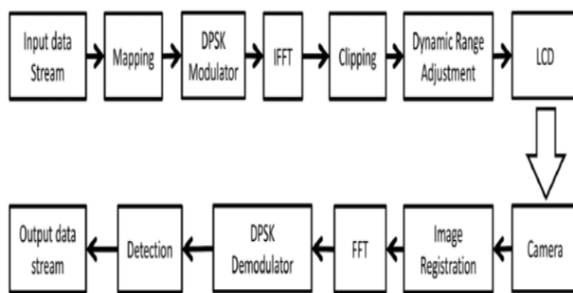 Input data
Stream
Mapping
DPSK
Modulator
IFFT
Clipping
Dynamic Range
Adjustment
LCD
Output data
stream
Detection
DPSK
Demodulator
FFT
Image
Registration
Camera